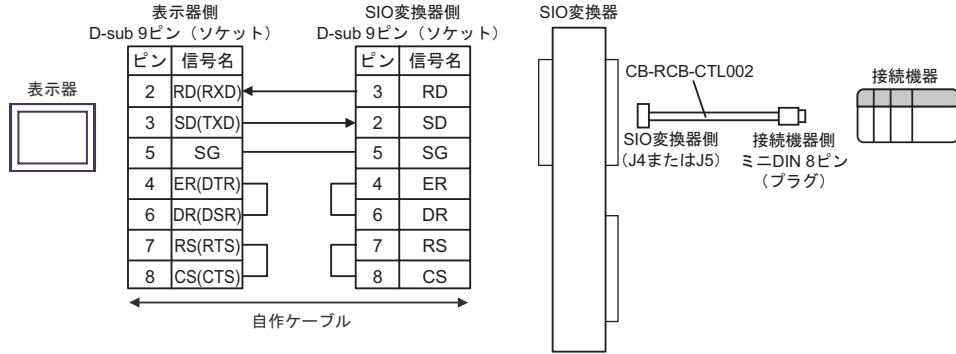 表示器側
D-sub 9ピン（ソケット）
SIO変換器側
D-sub 9ピン（ソケット）
SIO変換器
ピン 信号名
ピン 信号名
2 RD(RXD) 3 RD
3 SD(TXD) 2 SD
5 SG 5 SG
4 ER(DTR) 4 ER
6 DR(DSR) 6 DR
7 RS(RTS) 7 RS
8 CS(CTS) 8 CS
表示器
自作ケーブル
CB-RCB-CTL002
SIO変換器側
（J4またはJ5）
接続機器側
ミニDIN 8ピン
（プラグ）
接続機器